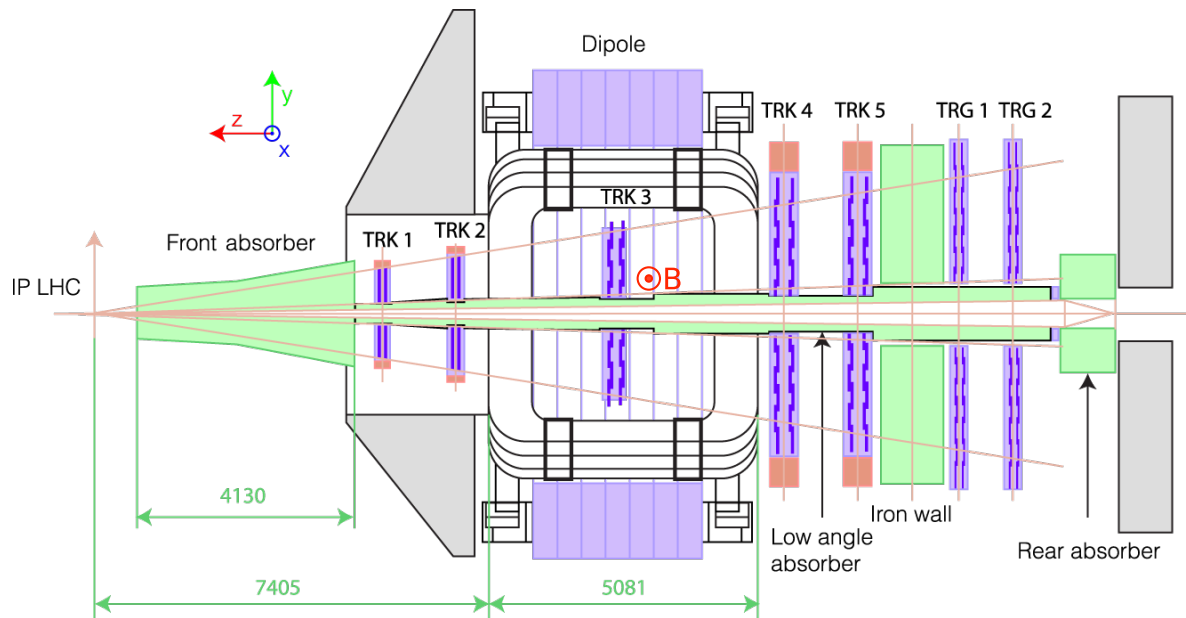 Dipole
y
z
x
TRK 4
TRK 5
TRG 1
TRG 2
TRK 3
TRK 1
TRK 2
Front absorber
IP LHC
B
4130
7405
5081
Low angle
absorber
Iron wall
Rear absorber